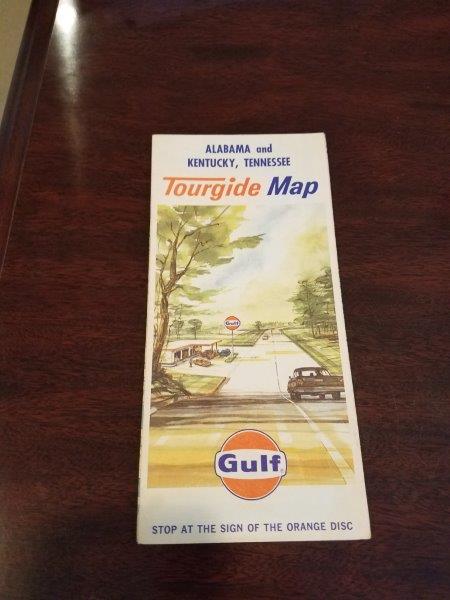 ALABAMA and
KENTUCKY, TENNESSEE
Tourgide Map
Gulf
Gulf
STOP AT THE SIGN OF THE ORANGE DISC